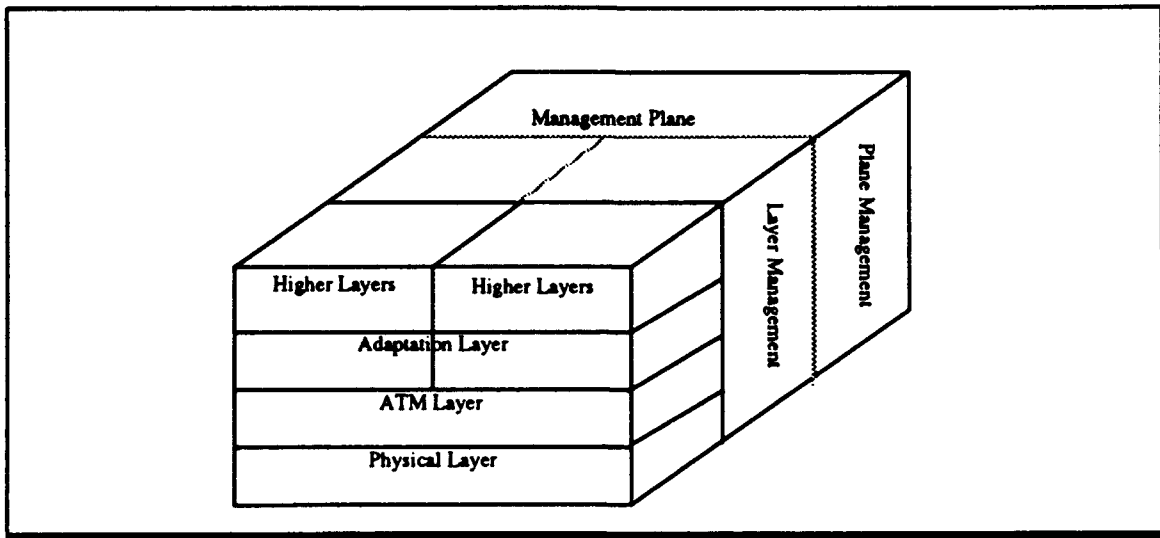 Management Plane
Plane Management
Layer Management
Higher Layers
Higher Layers
Adaptation Layer
ATM Layer
Physical Layer